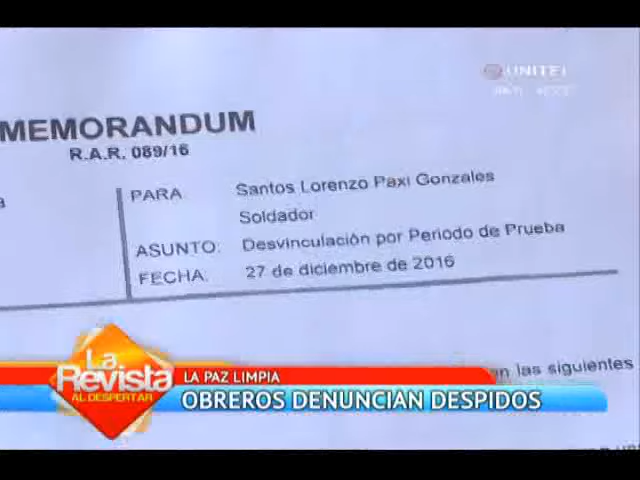 UNITEL
MEMORANDUM
R.A.R. 089/16
PARA
Santos Lorenzo Paxi Gonzales
Soldador
ASUNTO:
Desvinculación por Periodo de Prueba
FECHA:
27 de diciembre de 2016
an las siguientes
La
Revista
AL DESPERTAR
LA PAZ LIMPIA
OBREROS DENUNCIAN DESPIDOS